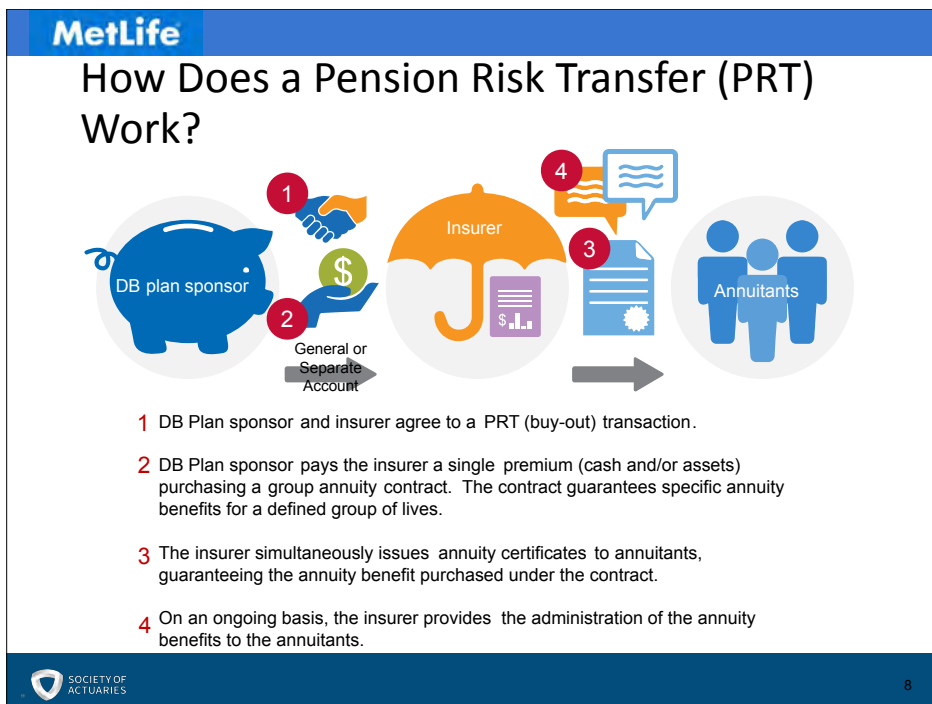 MetLife
How Does a Pension Risk Transfer (PRT)
Work?
1
4
Insurer
3
DB plan sponsor
$
Annuitants
2
$
General or
Separate
Account
1 DB Plan sponsor and insurer agree to a PRT (buy-out) transaction.
2 DB Plan sponsor pays the insurer a single premium (cash and/or assets)
purchasing a group annuity contract. The contract guarantees specific annuity
benefits for a defined group of lives.
3 The insurer simultaneously issues annuity certificates to annuitants,
guaranteeing the annuity benefit purchased under the contract.
4 On an ongoing basis, the insurer provides the administration of the annuity
benefits to the annuitants.
SOCIETY OF
ACTUARIES
8